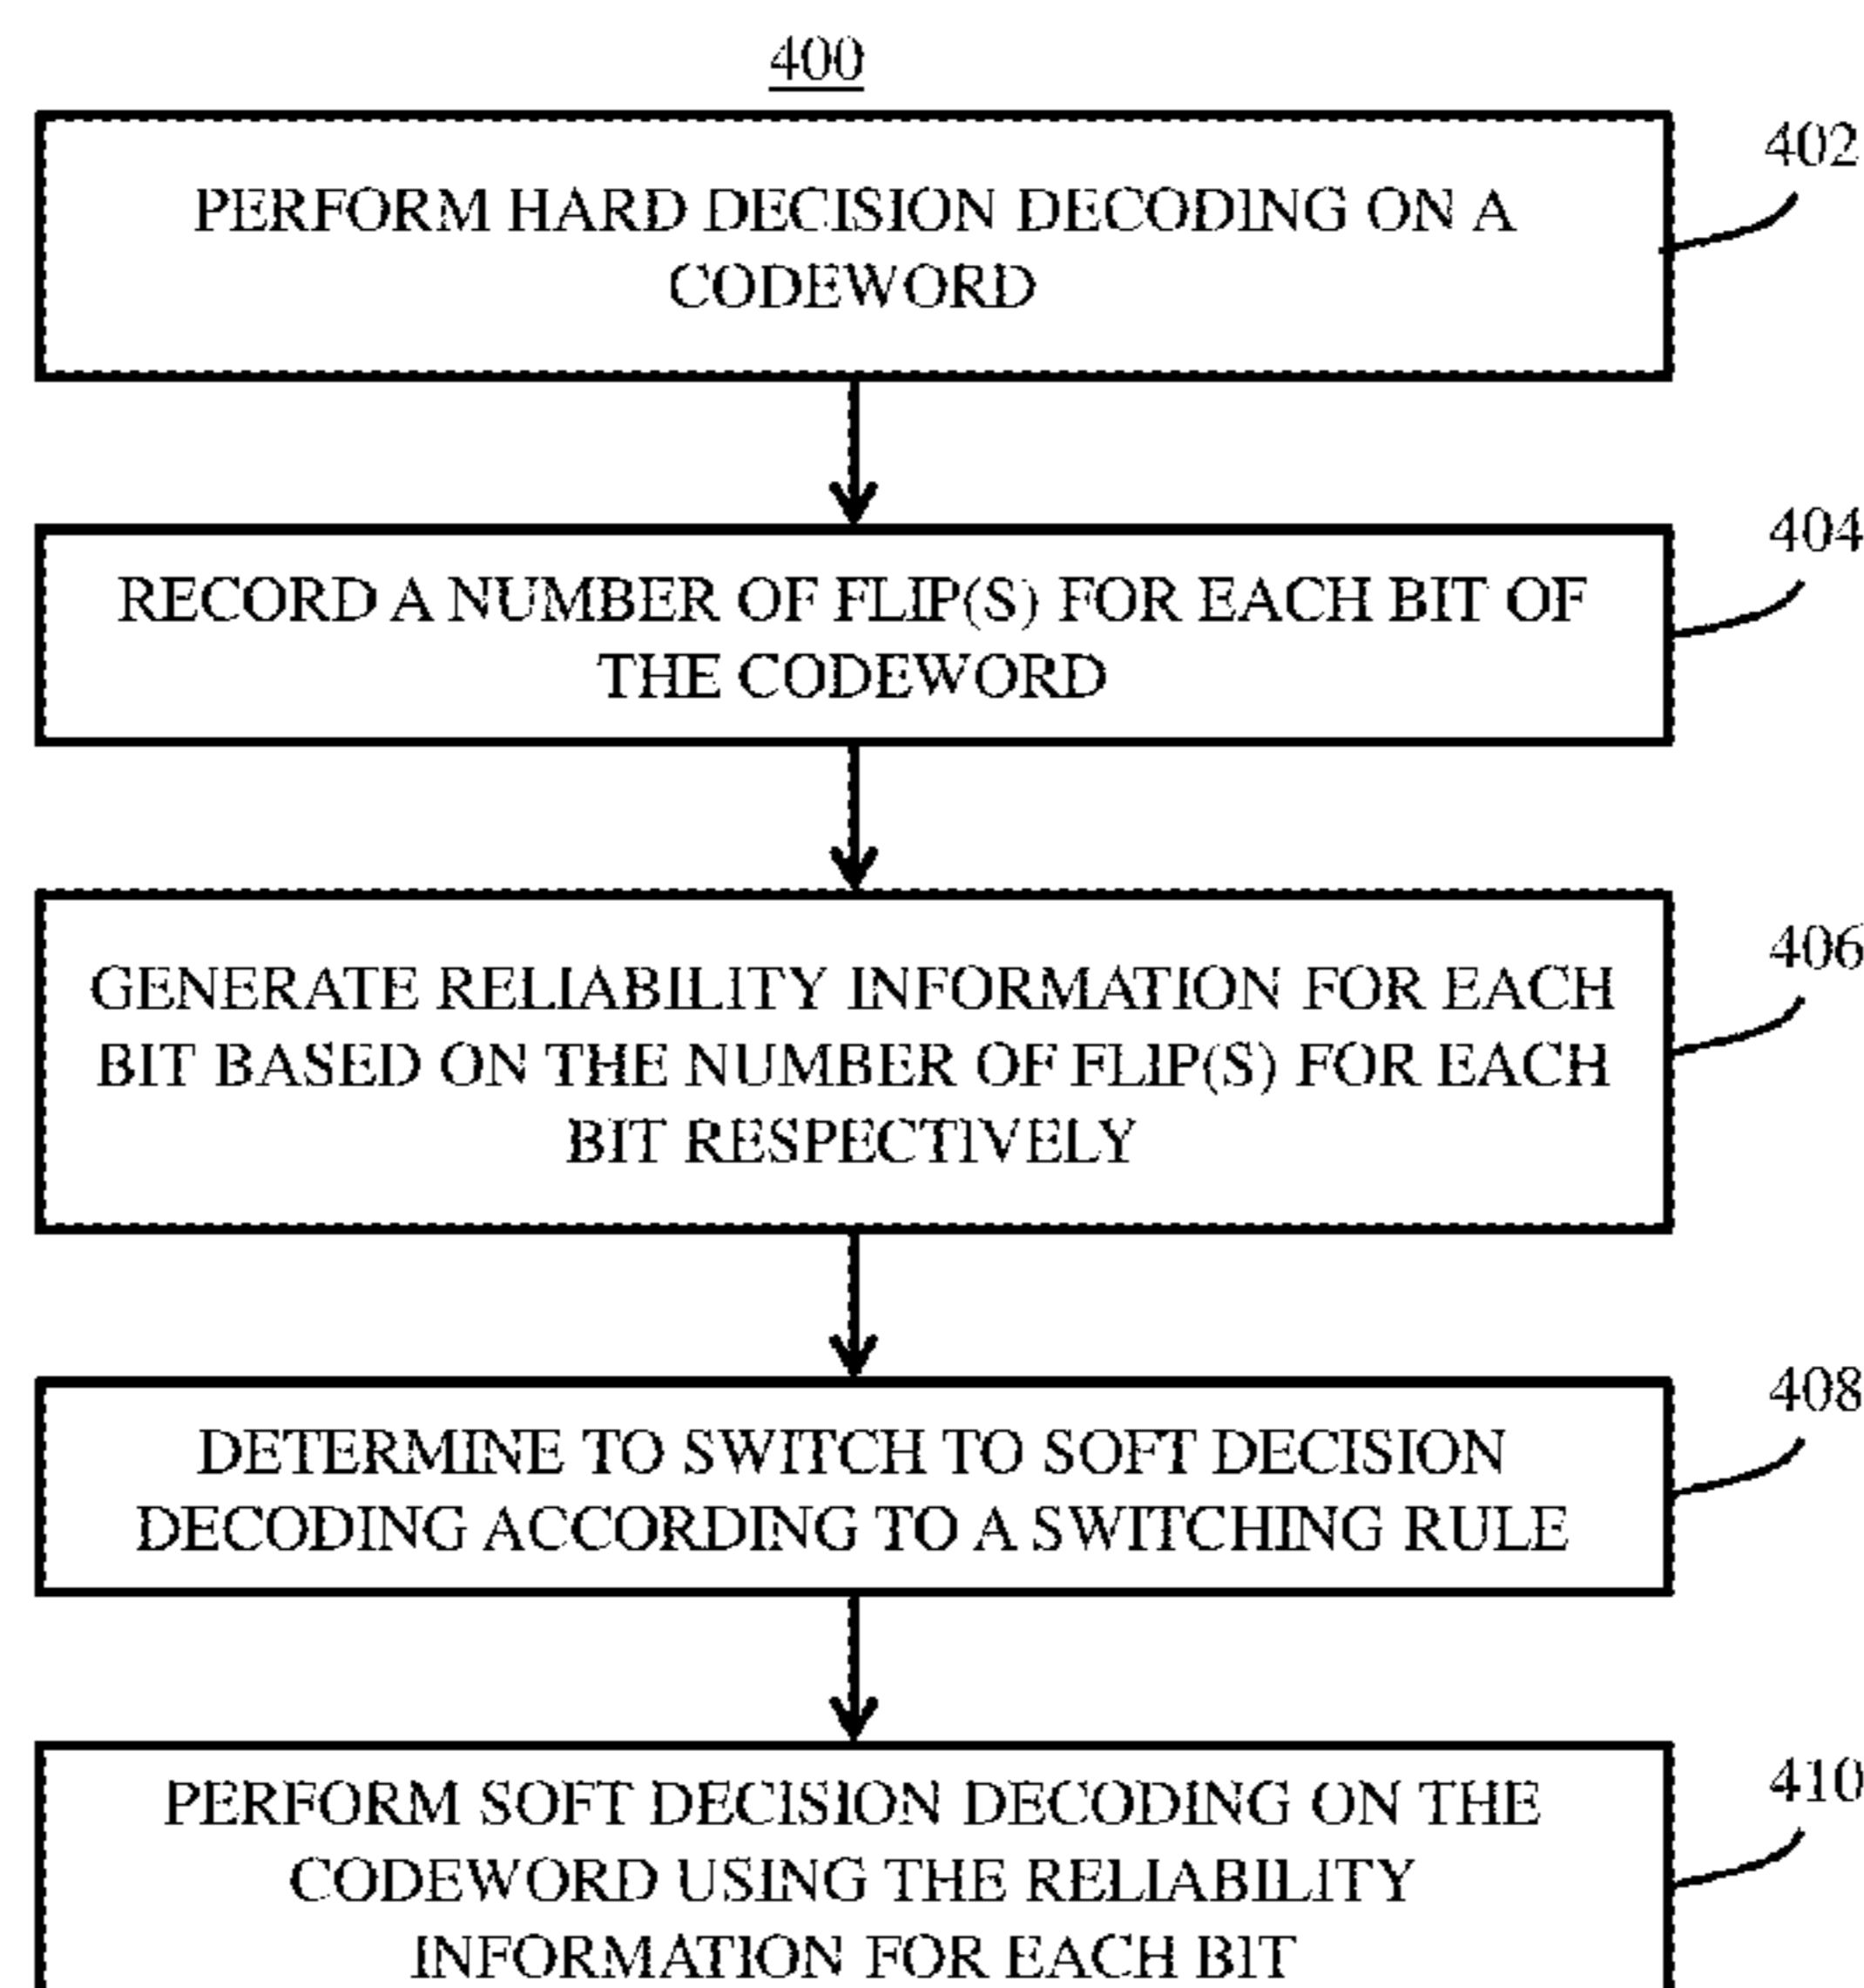 400
PERFORM HARD DECISION DECODING ON A
CODEWORD
402
RECORD A NUMBER OF FLIP(S) FOR EACH BIT OF
THE CODEWORD
404
GENERATE RELIABILITY INFORMATION FOR EACH
BIT BASED ON THE NUMBER OF FLIP(S) FOR EACH
BIT RESPECTIVELY
406
DETERMINE TO SWITCH TO SOFT DECISION
DECODING ACCORDING TO A SWITCHING RULE
408
PERFORM SOFT DECISION DECODING ON THE
CODEWORD USING THE RELIABILITY
INFORMATION FOR EACH BIT
410